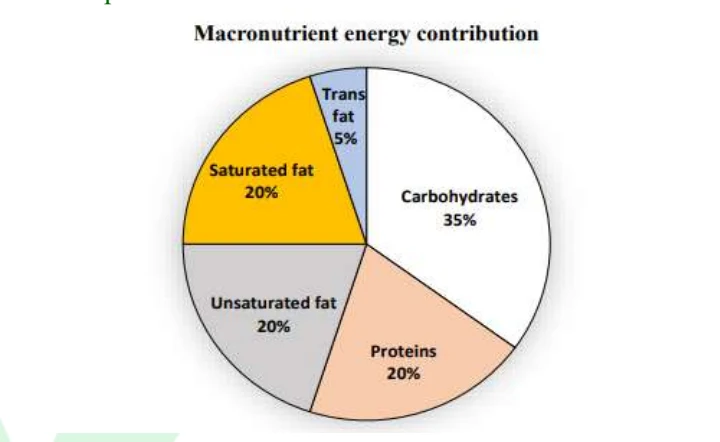 Macronutrient energy contribution
Trans
fat
5%
Saturated fat
20%
Carbohydrates
35%
Unsaturated fat
20%
Proteins
20%